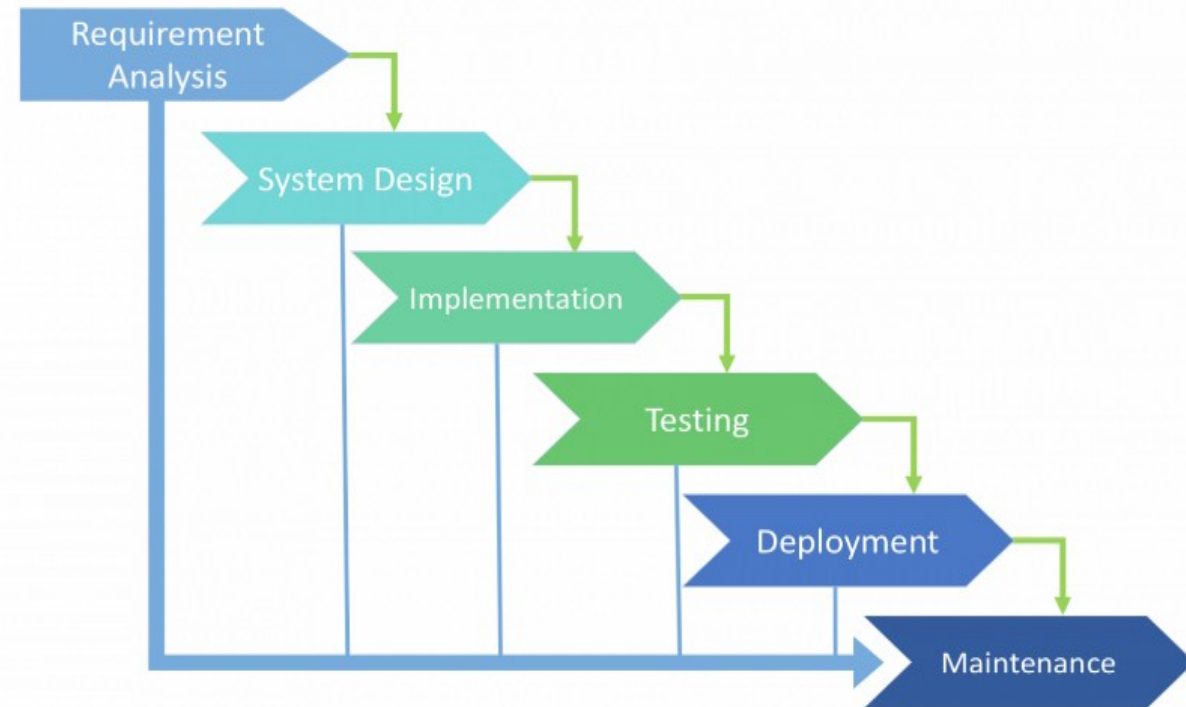 Requirement
Analysis
System Design
Implementation
Testing
Deployment
Maintenance